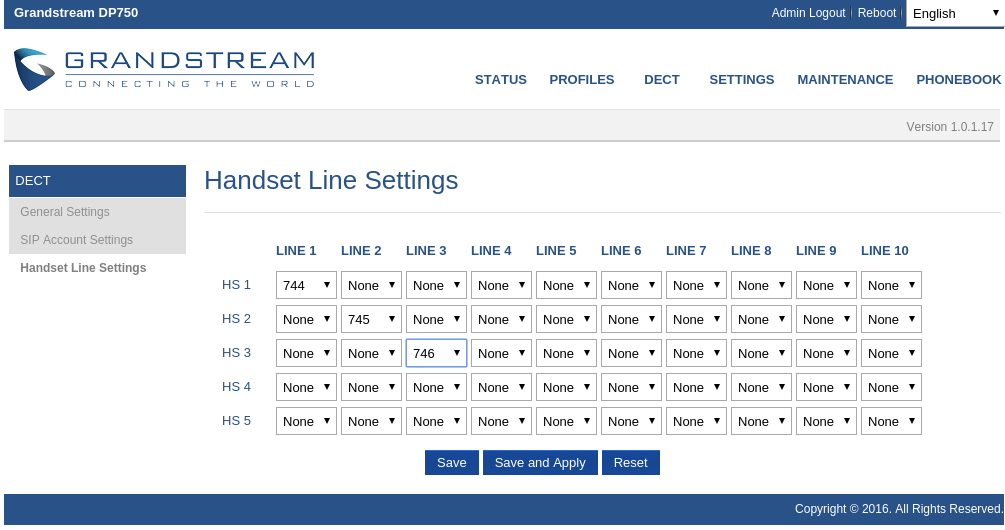 Grandstream DP750 Admin Logout Reboot English
GRANDSTREAM
CONNECTING THE WORLD
STATUS PROFILES DECT SETTINGS MAINTENANCE PHONEBOOK
Version 1.0.1.17
DECT
General Settings
SIP Account Settings
Handset Line Settings
Handset Line Settings
LINE 1 LINE 2 LINE 3 LINE 4 LINE 5 LINE 6 LINE 7 LINE 8 LINE 9 LINE 10
HS 1 744 None None None None None None None None None
HS 2 None 745 None None None None None None None None
HS 3 None None 746 None None None None None None None
HS 4 None None None None None None None None None None
HS 5 None None None None None None None None None None
Save Save and Apply Reset
Copyright © 2016. All Rights Reserved.